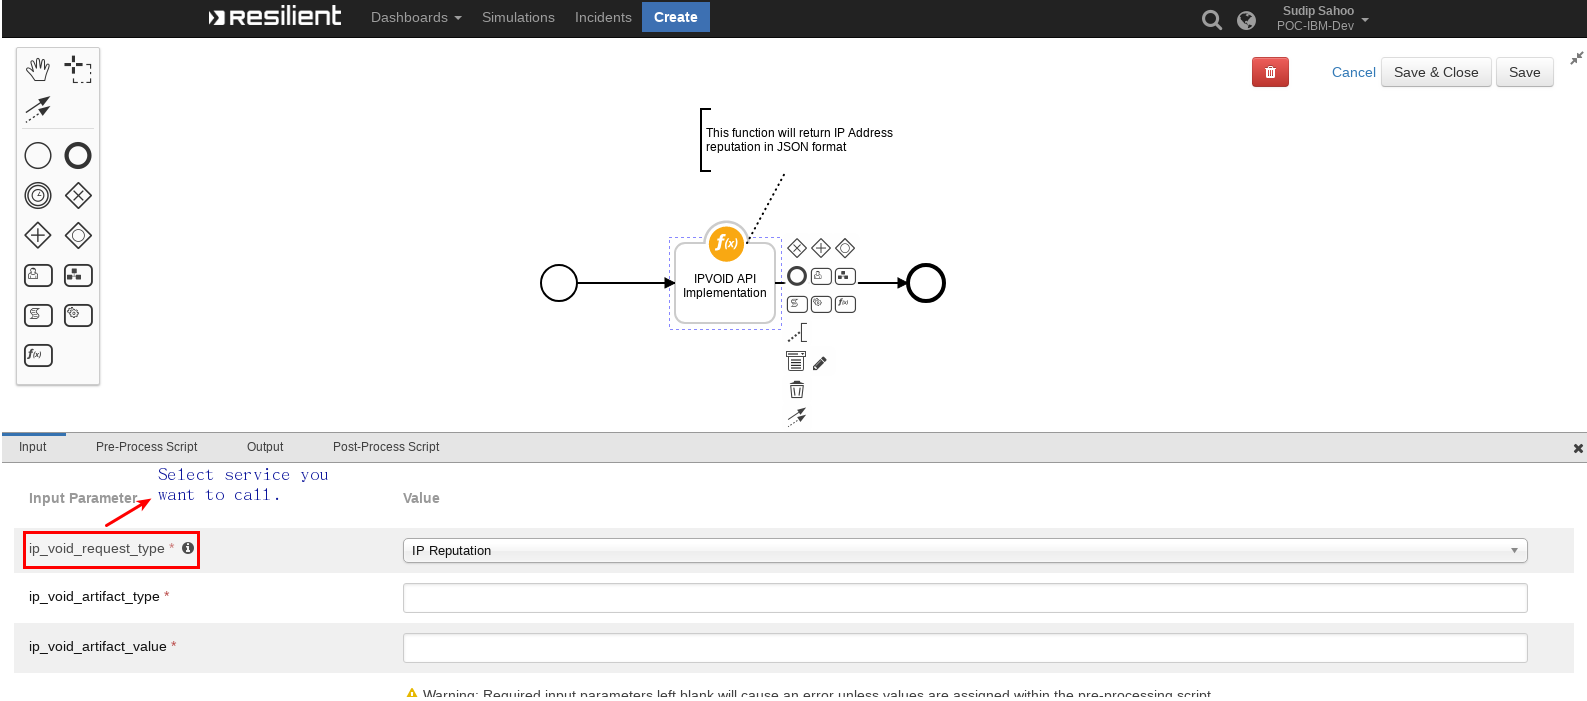 resilient
Dashboards
Simulations
Incidents
Create
Sudip Sahoo
POC-IBM-Dev
Cancel
Save & Close
Save
This function will return IP Address
reputation in JSON format
f(x)
IPVOID API
Implementation
f(x)
f(x)
Input
Pre-Process Script
Output
Post-Process Script
Select service you
want to call.
Input Parameter
Value
ip_void_request_type *
IP Reputation
ip_void_artifact_type *
ip_void_artifact_value *
Warning: Required input parameters left blank will cause an error unless values are assigned within the pre-processing script